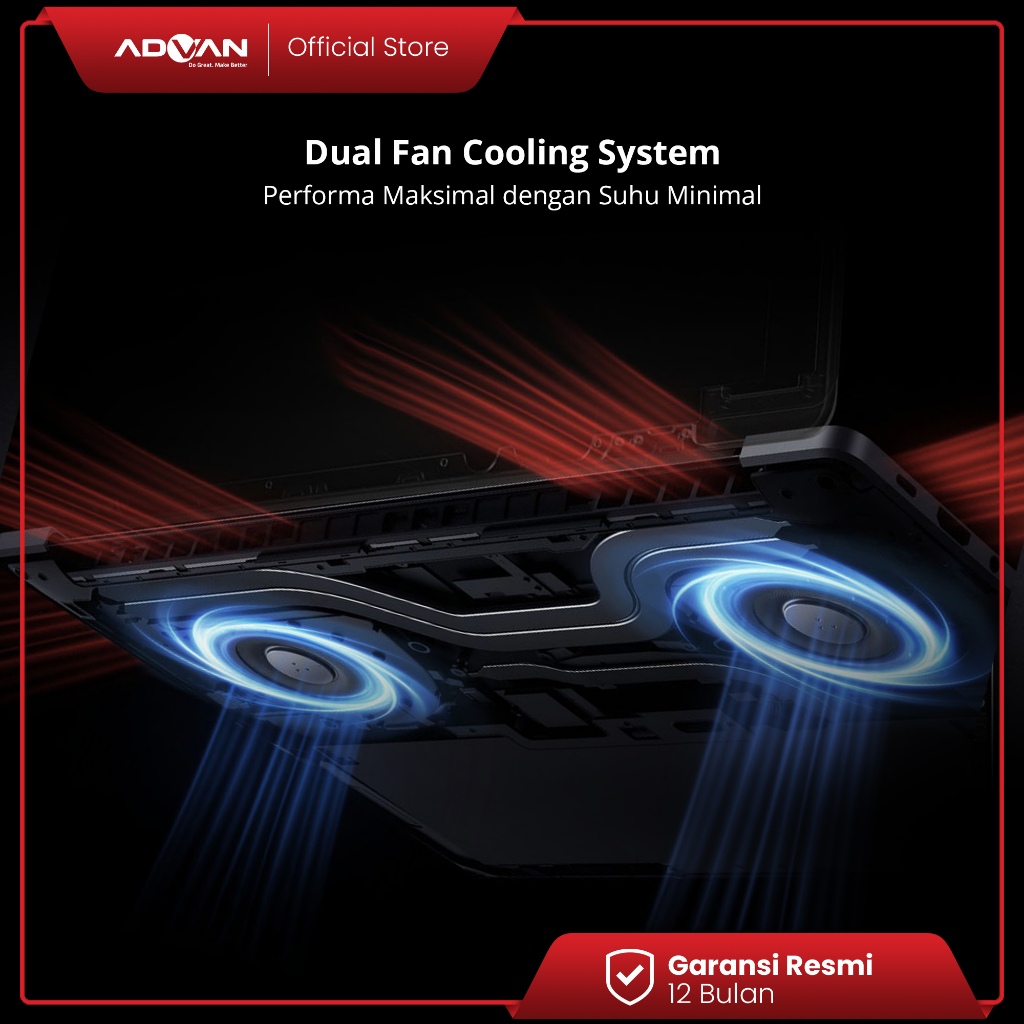 ADVAN
Do Great. Make Better
Official Store
Dual Fan Cooling System
Performa Maksimal dengan Suhu Minimal
Garansi Resmi
12 Bulan